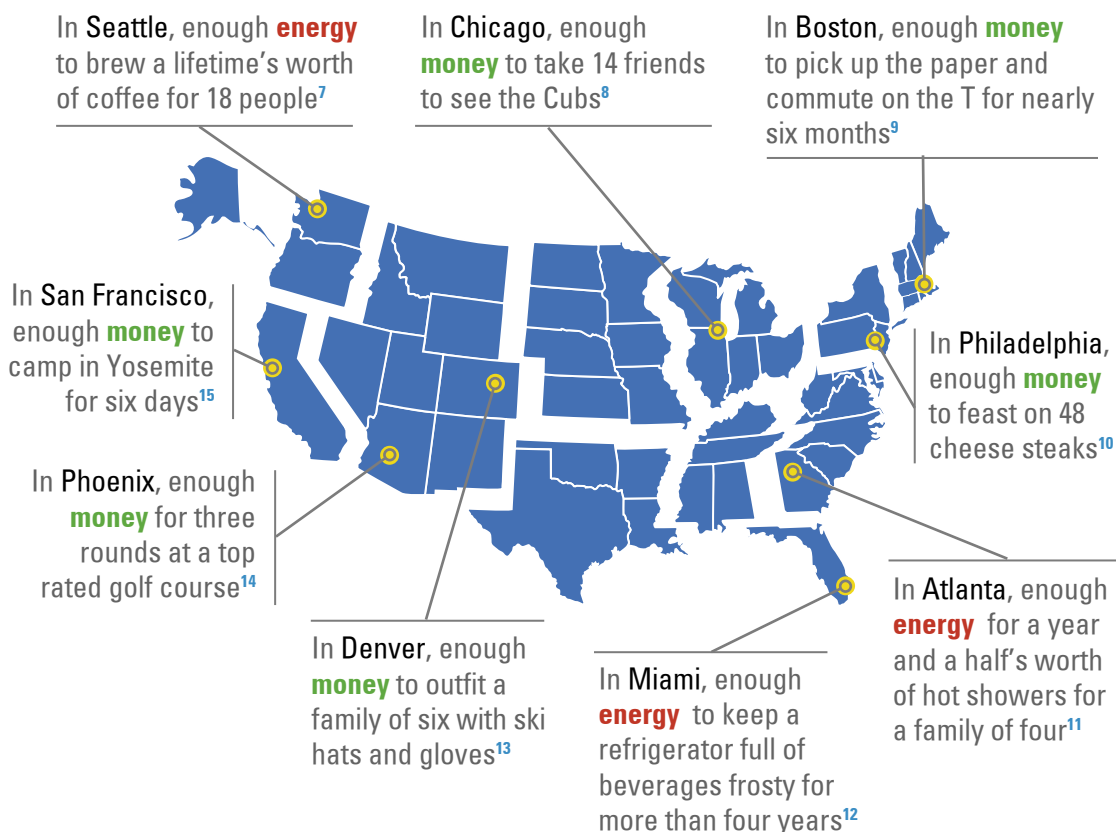 In Seattle, enough energy
to brew a lifetime's worth
of coffee for 18 people7
In Chicago, enough
money to take 14 friends
to see the Cubs8
In Boston, enough money
to pick up the paper and
commute on the T for nearly
six months9
In San Francisco,
enough money to
camp in Yosemite
for six days15
In Philadelphia,
enough money
to feast on 48
cheese steaks10
In Phoenix, enough
money for three
rounds at a top
rated golf course14
In Denver, enough
money to outfit a
family of six with ski
hats and gloves13
In Miami, enough
energy to keep a
refrigerator full of
beverages frosty for
more than four years12
In Atlanta, enough
energy for a year
and a half's worth
of hot showers for
a family of four11